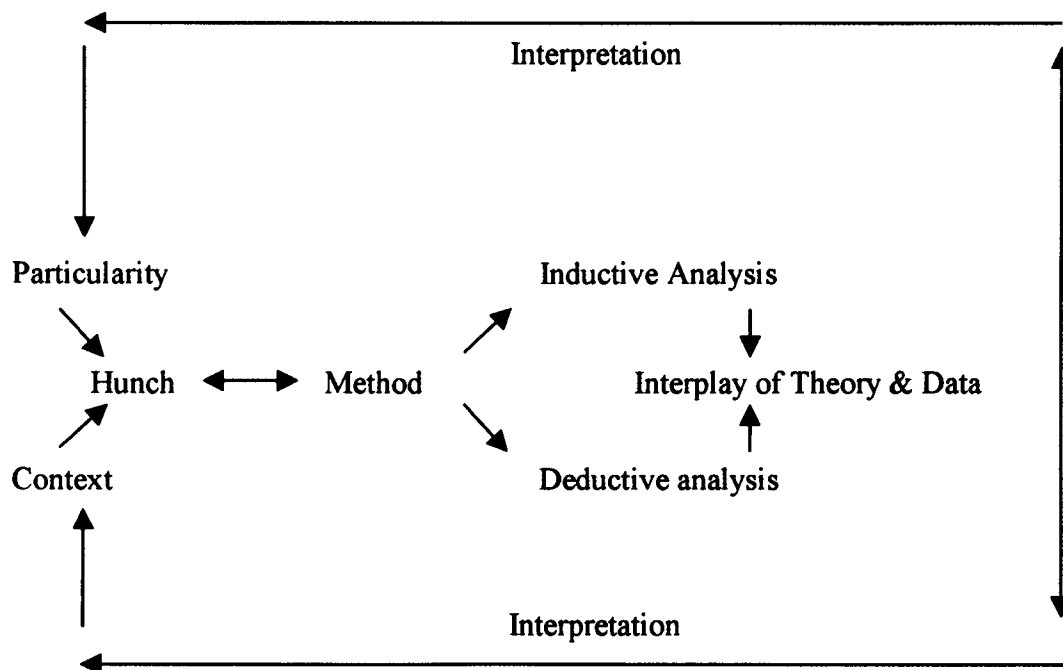 Interpretation
Particularity
Inductive Analysis
Hunch
Method
Interplay of Theory & Data
Context
Deductive analysis
Interpretation